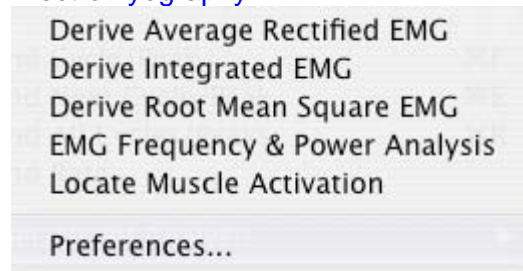 Derive Average Rectified EMG
Derive Integrated EMG
Derive Root Mean Square EMG
EMG Frequency & Power Analysis
Locate Muscle Activation
Preferences...